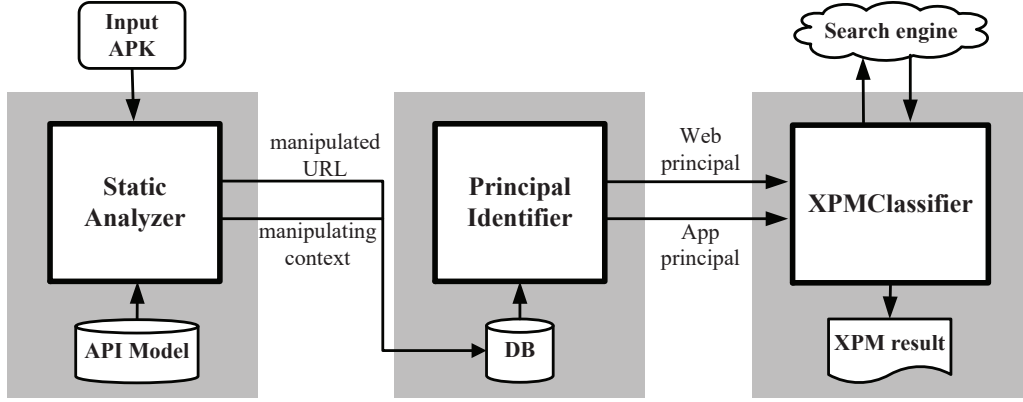 Input
APK
Static
Analyzer
API Model
manipulated
URL
manipulating
context
Principal
Identifier
DB
Web
principal
App
principal
Search engine
XPMClassifier
XPM result